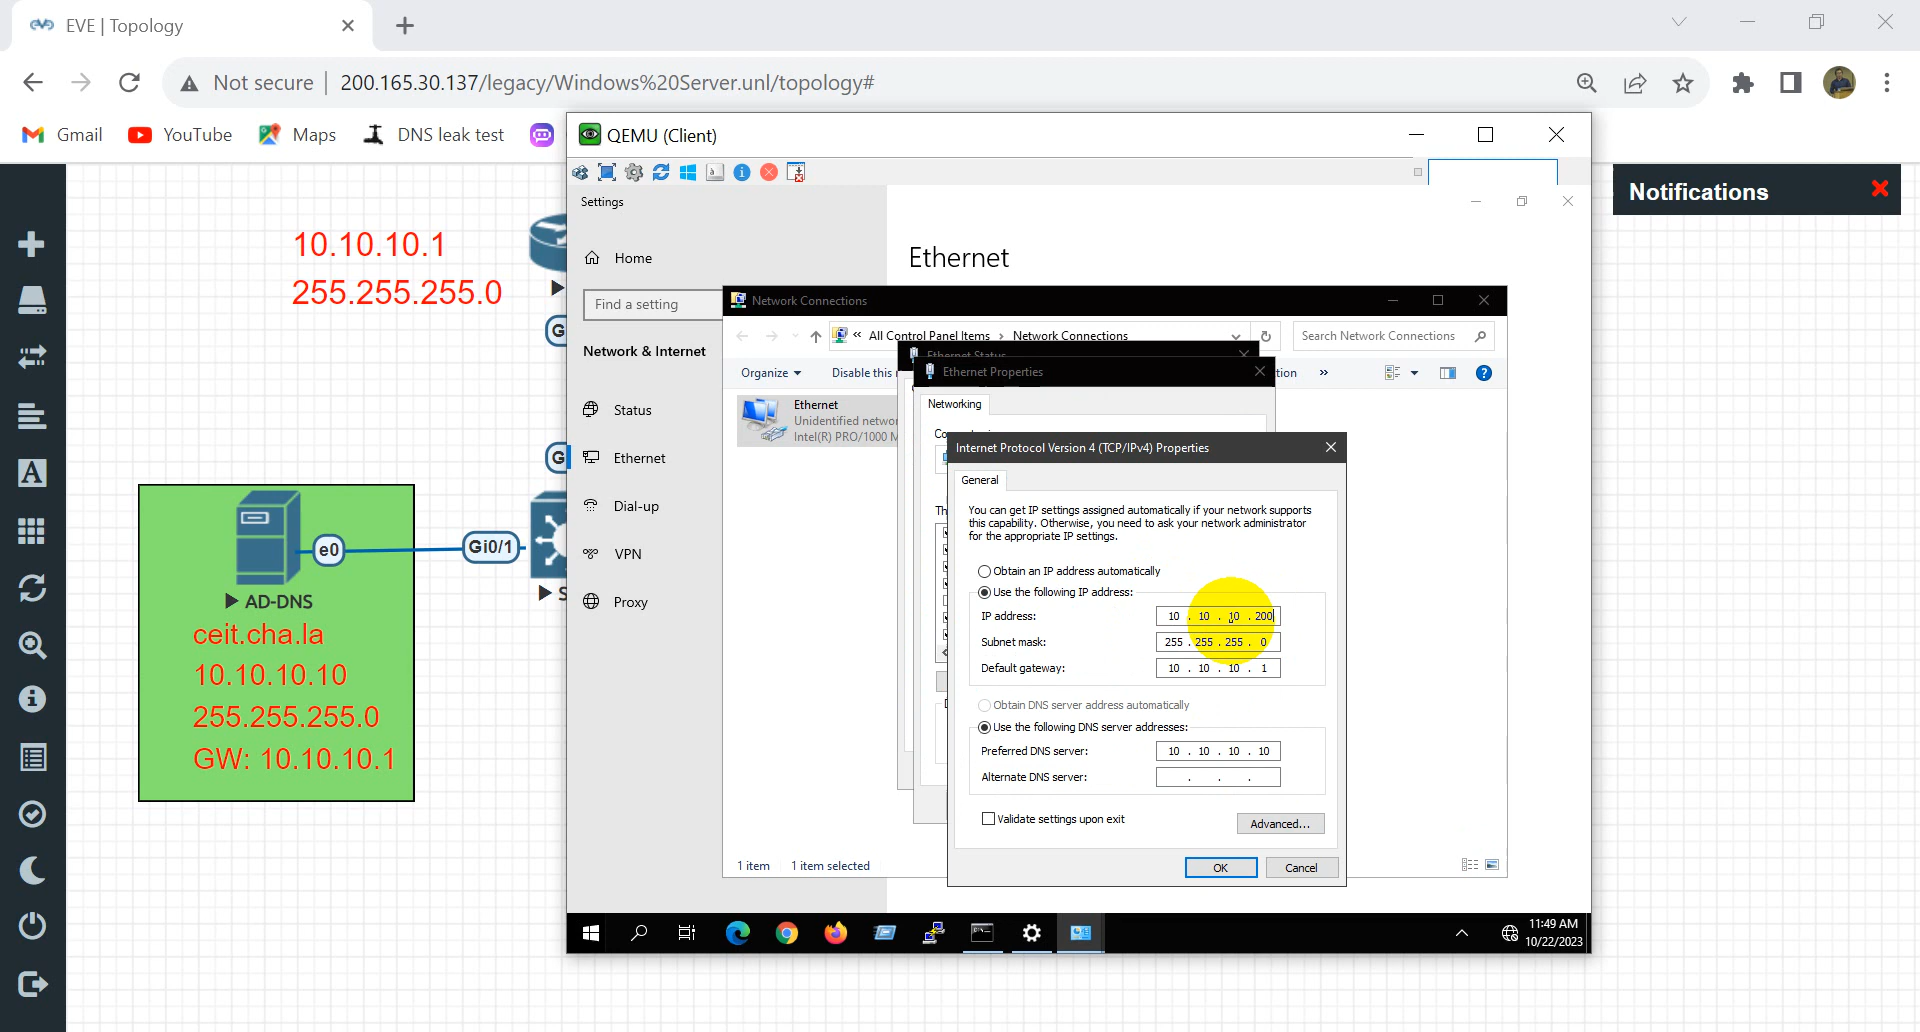 EVE | Topology
Not secure | 200.165.30.137/legacy/Windows%20Server.unl/topology#
Gmail
YouTube
Maps
DNS leak test
QEMU (Client)
Notifications
10.10.10.1
255.255.255.0
G
G
Gi0/1
e0
AD-DNS
S
ceit.cha.la
10.10.10.10
255.255.255.0
GW: 10.10.10.1
Settings
Home
Find a setting
Network & Internet
Status
Ethernet
Dial-up
VPN
Proxy
Ethernet
Network Connections
« All Control Panel Items › Network Connections
Search Network Connections
Organize
Disable this
tion »
Ethernet
Unidentified networ
Intel(R) PRO/1000 M
1 item
1 item selected
Ethernet Status
Ethernet Properties
Networking
Th
Internet Protocol Version 4 (TCP/IPv4) Properties
General
You can get IP settings assigned automatically if your network supports
this capability. Otherwise, you need to ask your network administrator
for the appropriate IP settings.
Obtain an IP address automatically
Use the following IP address:
IP address: 10 . 10 . 10 . 200
Subnet mask: 255 . 255 . 255 . 0
Default gateway: 10 . 10 . 10 . 1
Obtain DNS server address automatically
Use the following DNS server addresses:
Preferred DNS server: 10 . 10 . 10 . 10
Alternate DNS server: . . .
Validate settings upon exit
Advanced...
OK
Cancel
11:49 AM
10/22/2023